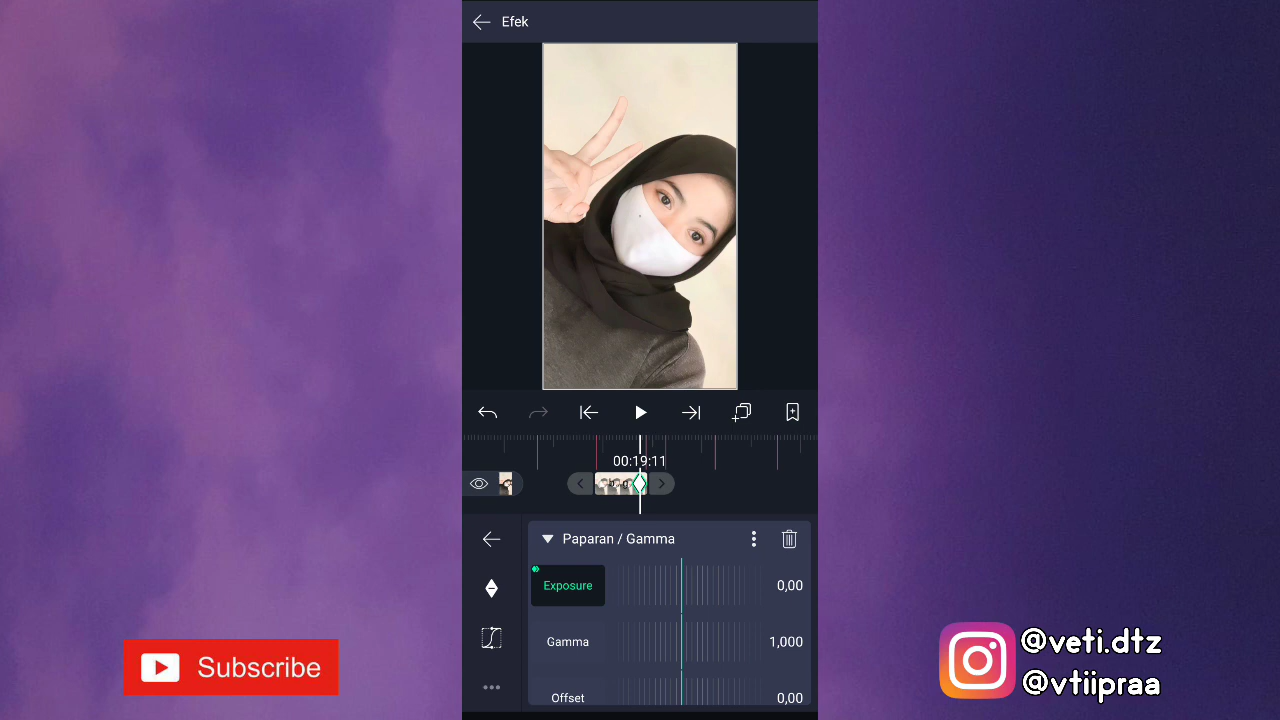 Efek
00:19:11
Paparan / Gamma
Exposure
0,00
Gamma
1,000
Offset
0,00
Subscribe
@veti.dtz
@vtiipraa